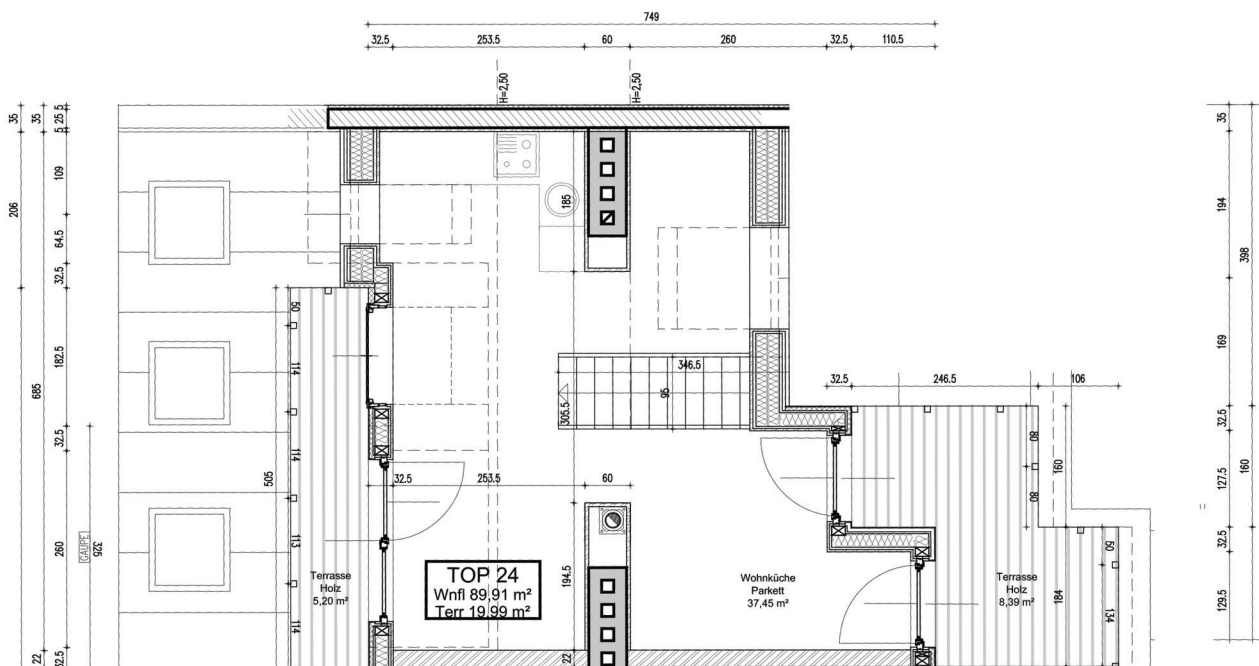 749
32.5 253.5 60 260 32.5 110.5
H=2,50
H=2,50
35
35
5 25 5
206
109
64.5
32.5
685
182.5
32.5
505
260
GAUPE
325
22
32.5
50
114
114
113
114
185
346.5
95
305.5
32.5 253.5 60
194.5
22
TOP 24
Wnfl 89,91 m²
Terr 19,99 m²
Terrasse
Holz
5,20 m²
Wohnküche
Parkett
37,45 m²
Terrasse
Holz
8,39 m²
32.5 246.5 106
80
80
160
50
184
134
35
194
398
169
32.5
127.5
160
32.5
129.5